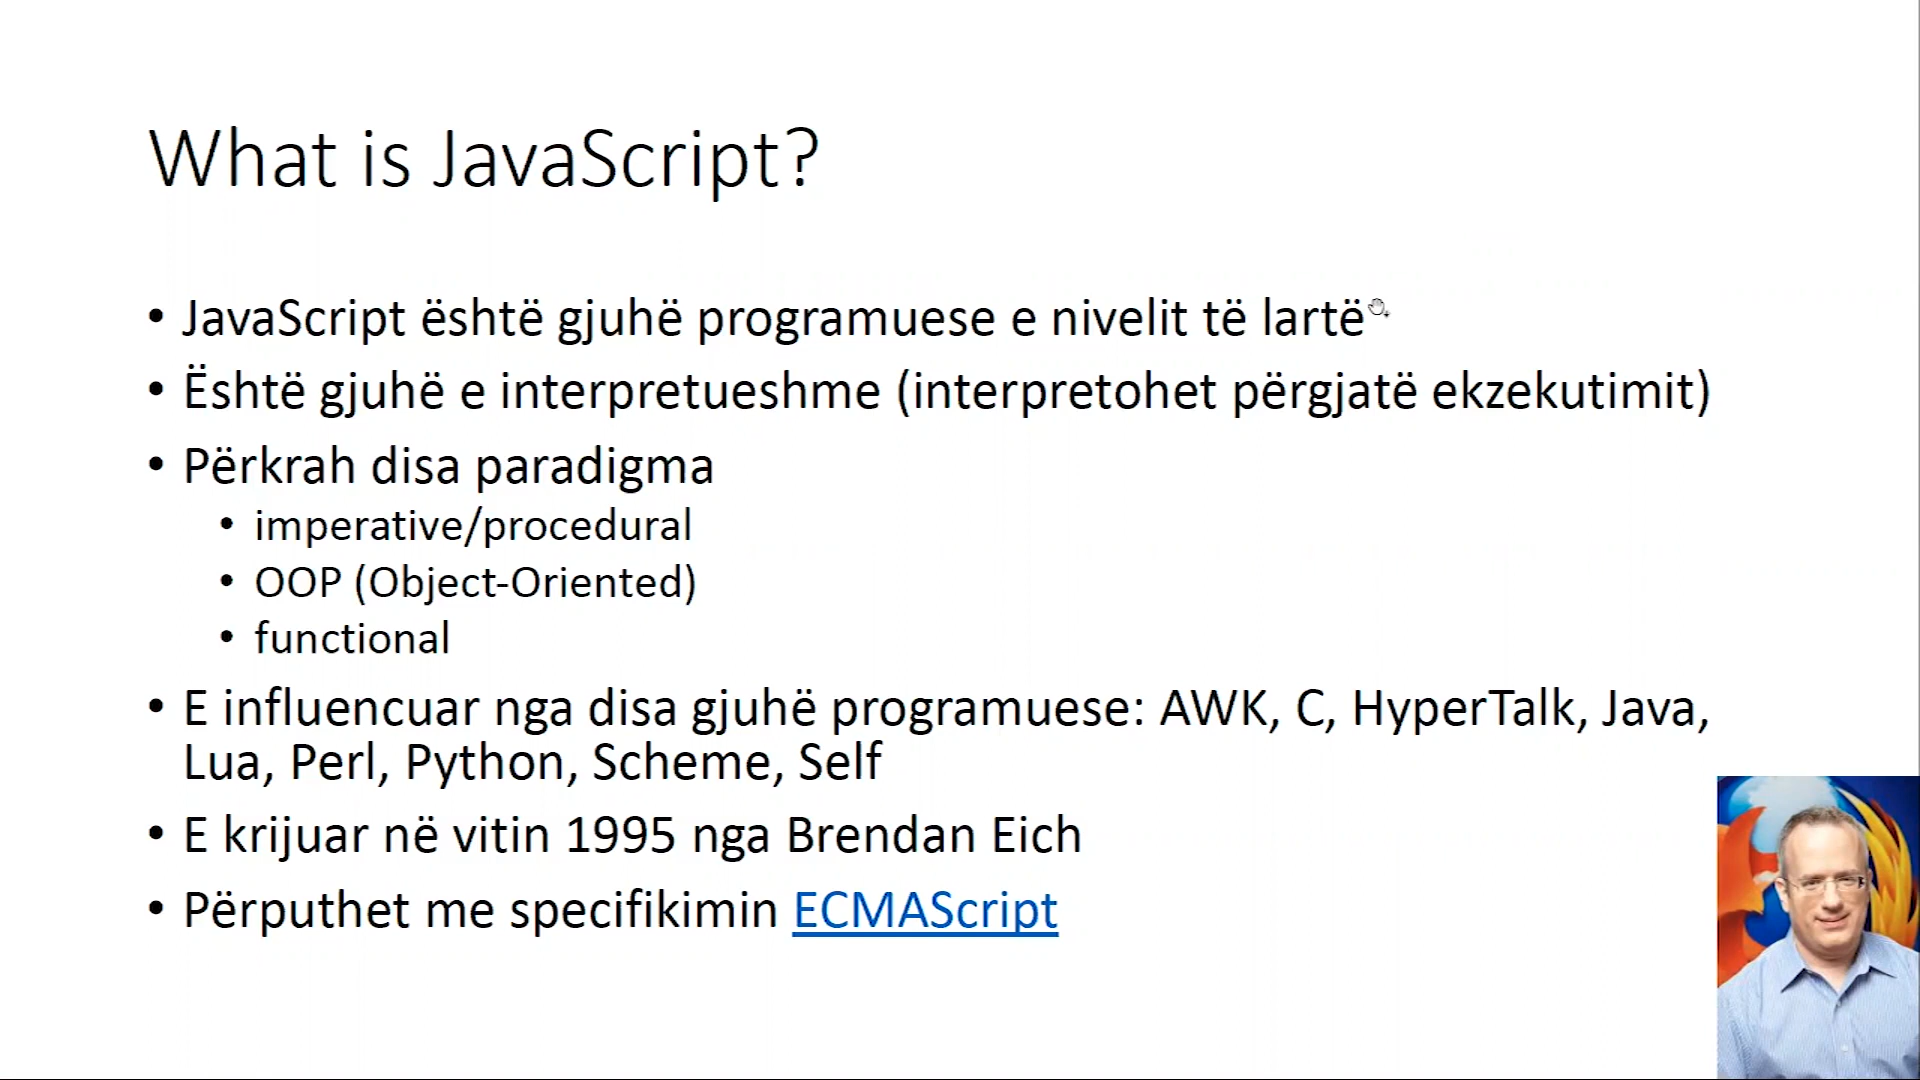 What is JavaScript?
• JavaScript është gjuhë programuese e nivelit të lartë
• Është gjuhë e interpretueshme (interpretohet përgjatë ekzekutimit)
• Përkrah disa paradigma
• imperative/procedural
• OOP (Object-Oriented)
• functional
• E influencuar nga disa gjuhë programuese: AWK, C, HyperTalk, Java,
Lua, Perl, Python, Scheme, Self
• E krijuar në vitin 1995 nga Brendan Eich
• Përputhet me specifikimin ECMAScript